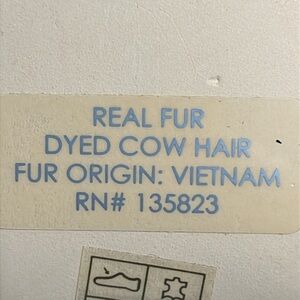 REAL FUR
DYED COW HAIR
FUR ORIGIN: VIETNAM
RN# 135823